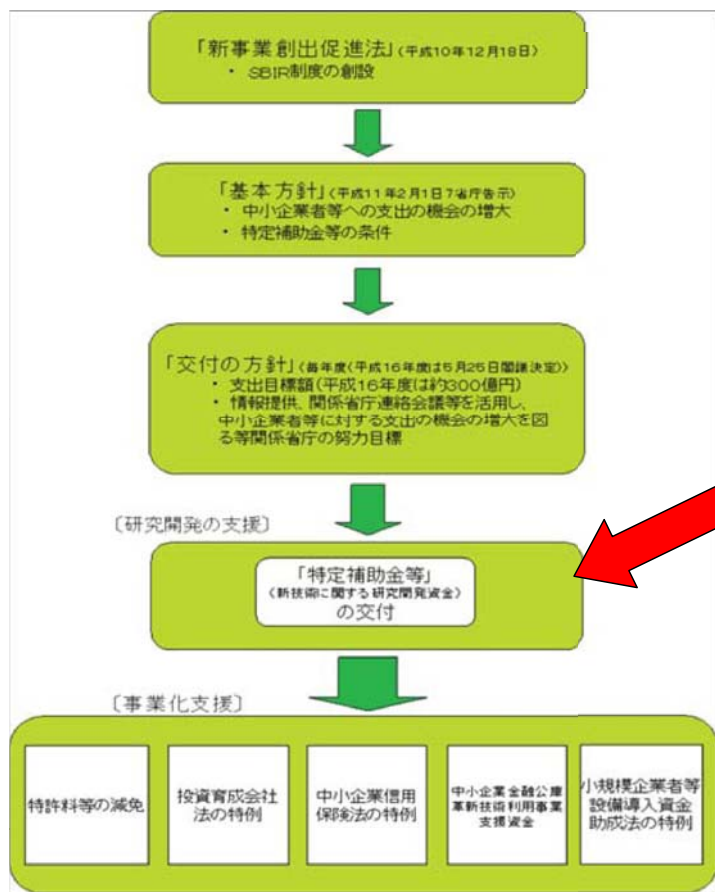 「新事業創出促進法」(平成10年12月18日)
・ SBIR制度の創設
「基本方針」(平成11年2月1日7省庁告示)
・ 中小企業者等への支出の機会の増大
・ 特定補助金等の条件
「交付の方針」(毎年度(平成16年度は5月25日閣議決定))
・ 支出目標額(平成16年度は約300億円)
・ 情報提供、関係省庁連絡会議等を活用し、
中小企業者等に対する支出の機会の増大を図
る等関係省庁の努力目標
〔研究開発の支援〕
「特定補助金等」
(新技術に関する研究開発資金)
の交付
〔事業化支援〕
特許料等の減免
投資育成会社
法の特例
中小企業信用
保険法の特例
中小企業金融公庫
革新技術利用事業
支援資金
小規模企業者等
設備導入資金
助成法の特例